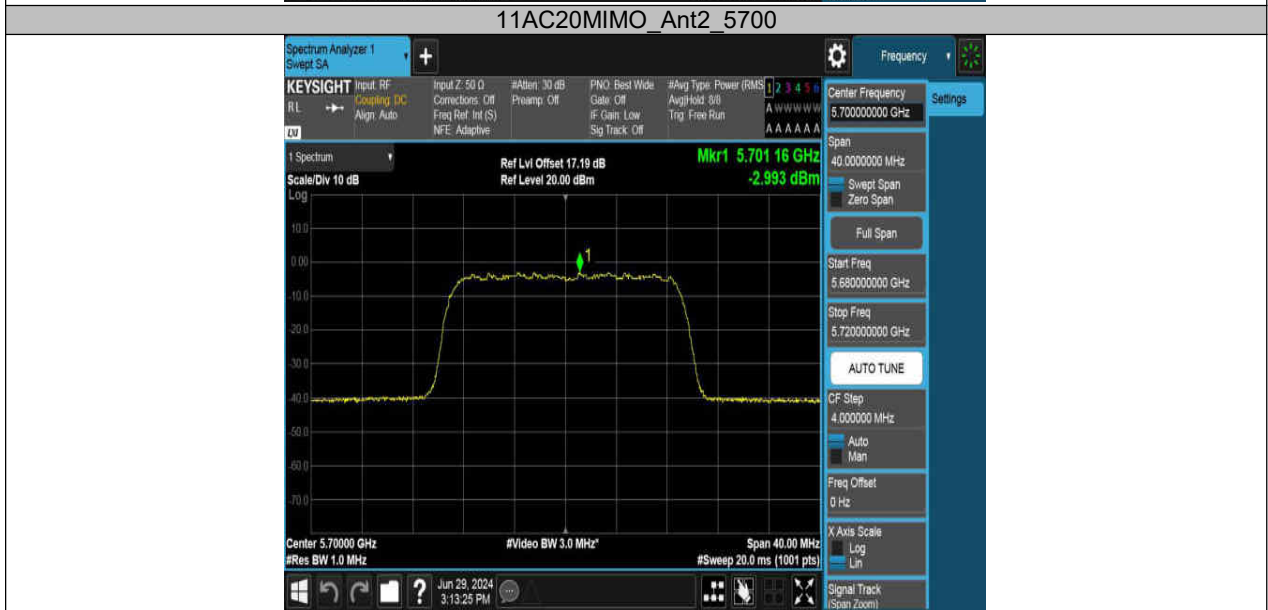 11AC20MIMO_Ant2_5700
Spectrum Analyzer 1
Swept SA
+
Frequency
KEYSIGHT
RL
Input: RF
Coupling: DC
Align: Auto
Input Z: 50 Ω
Corrections: Off
Freq Ref: Int (S)
NFE: Adaptive
#Atten: 30 dB
Preamp: Off
PNO: Best Wide
Gate: Off
IF Gain: Low
Sig Track: Off
#Avg Type: Power (RMS
Avg|Hold: 8/8
Trig: Free Run
1 2 3 4 5 6
A W W W W W
A A A A A A
1 Spectrum
Scale/Div 10 dB
Log
Ref Lvl Offset 17.19 dB
Ref Level 20.00 dBm
Mkr1 5.701 16 GHz
-2.993 dBm
10.0
0.00
-10.0
-20.0
-30.0
-40.0
-50.0
-60.0
-70.0
1
Center 5.70000 GHz
#Res BW 1.0 MHz
#Video BW 3.0 MHz*
Span 40.00 MHz
#Sweep 20.0 ms (1001 pts)
Center Frequency
5.700000000 GHz
Settings
Span
40.0000000 MHz
Swept Span
Zero Span
Full Span
Start Freq
5.680000000 GHz
Stop Freq
5.720000000 GHz
AUTO TUNE
CF Step
4.000000 MHz
Auto
Man
Freq Offset
0 Hz
X Axis Scale
Log
Lin
Signal Track
(Span Zoom)
?
Jun 29, 2024
3:13:25 PM